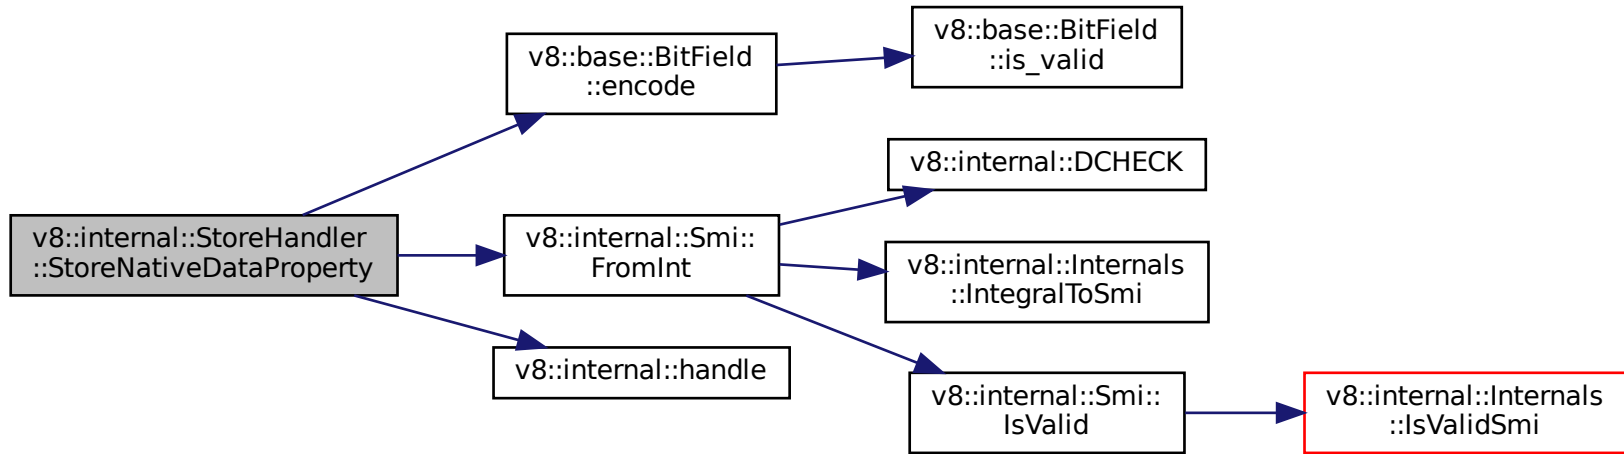 v8::internal::StoreHandler
::StoreNativeDataProperty
v8::base::BitField
::encode
v8::base::BitField
::is_valid
v8::internal::Smi::
FromInt
v8::internal::DCHECK
v8::internal::Internals
::IntegralToSmi
v8::internal::handle
v8::internal::Smi::
IsValid
v8::internal::Internals
::IsValidSmi